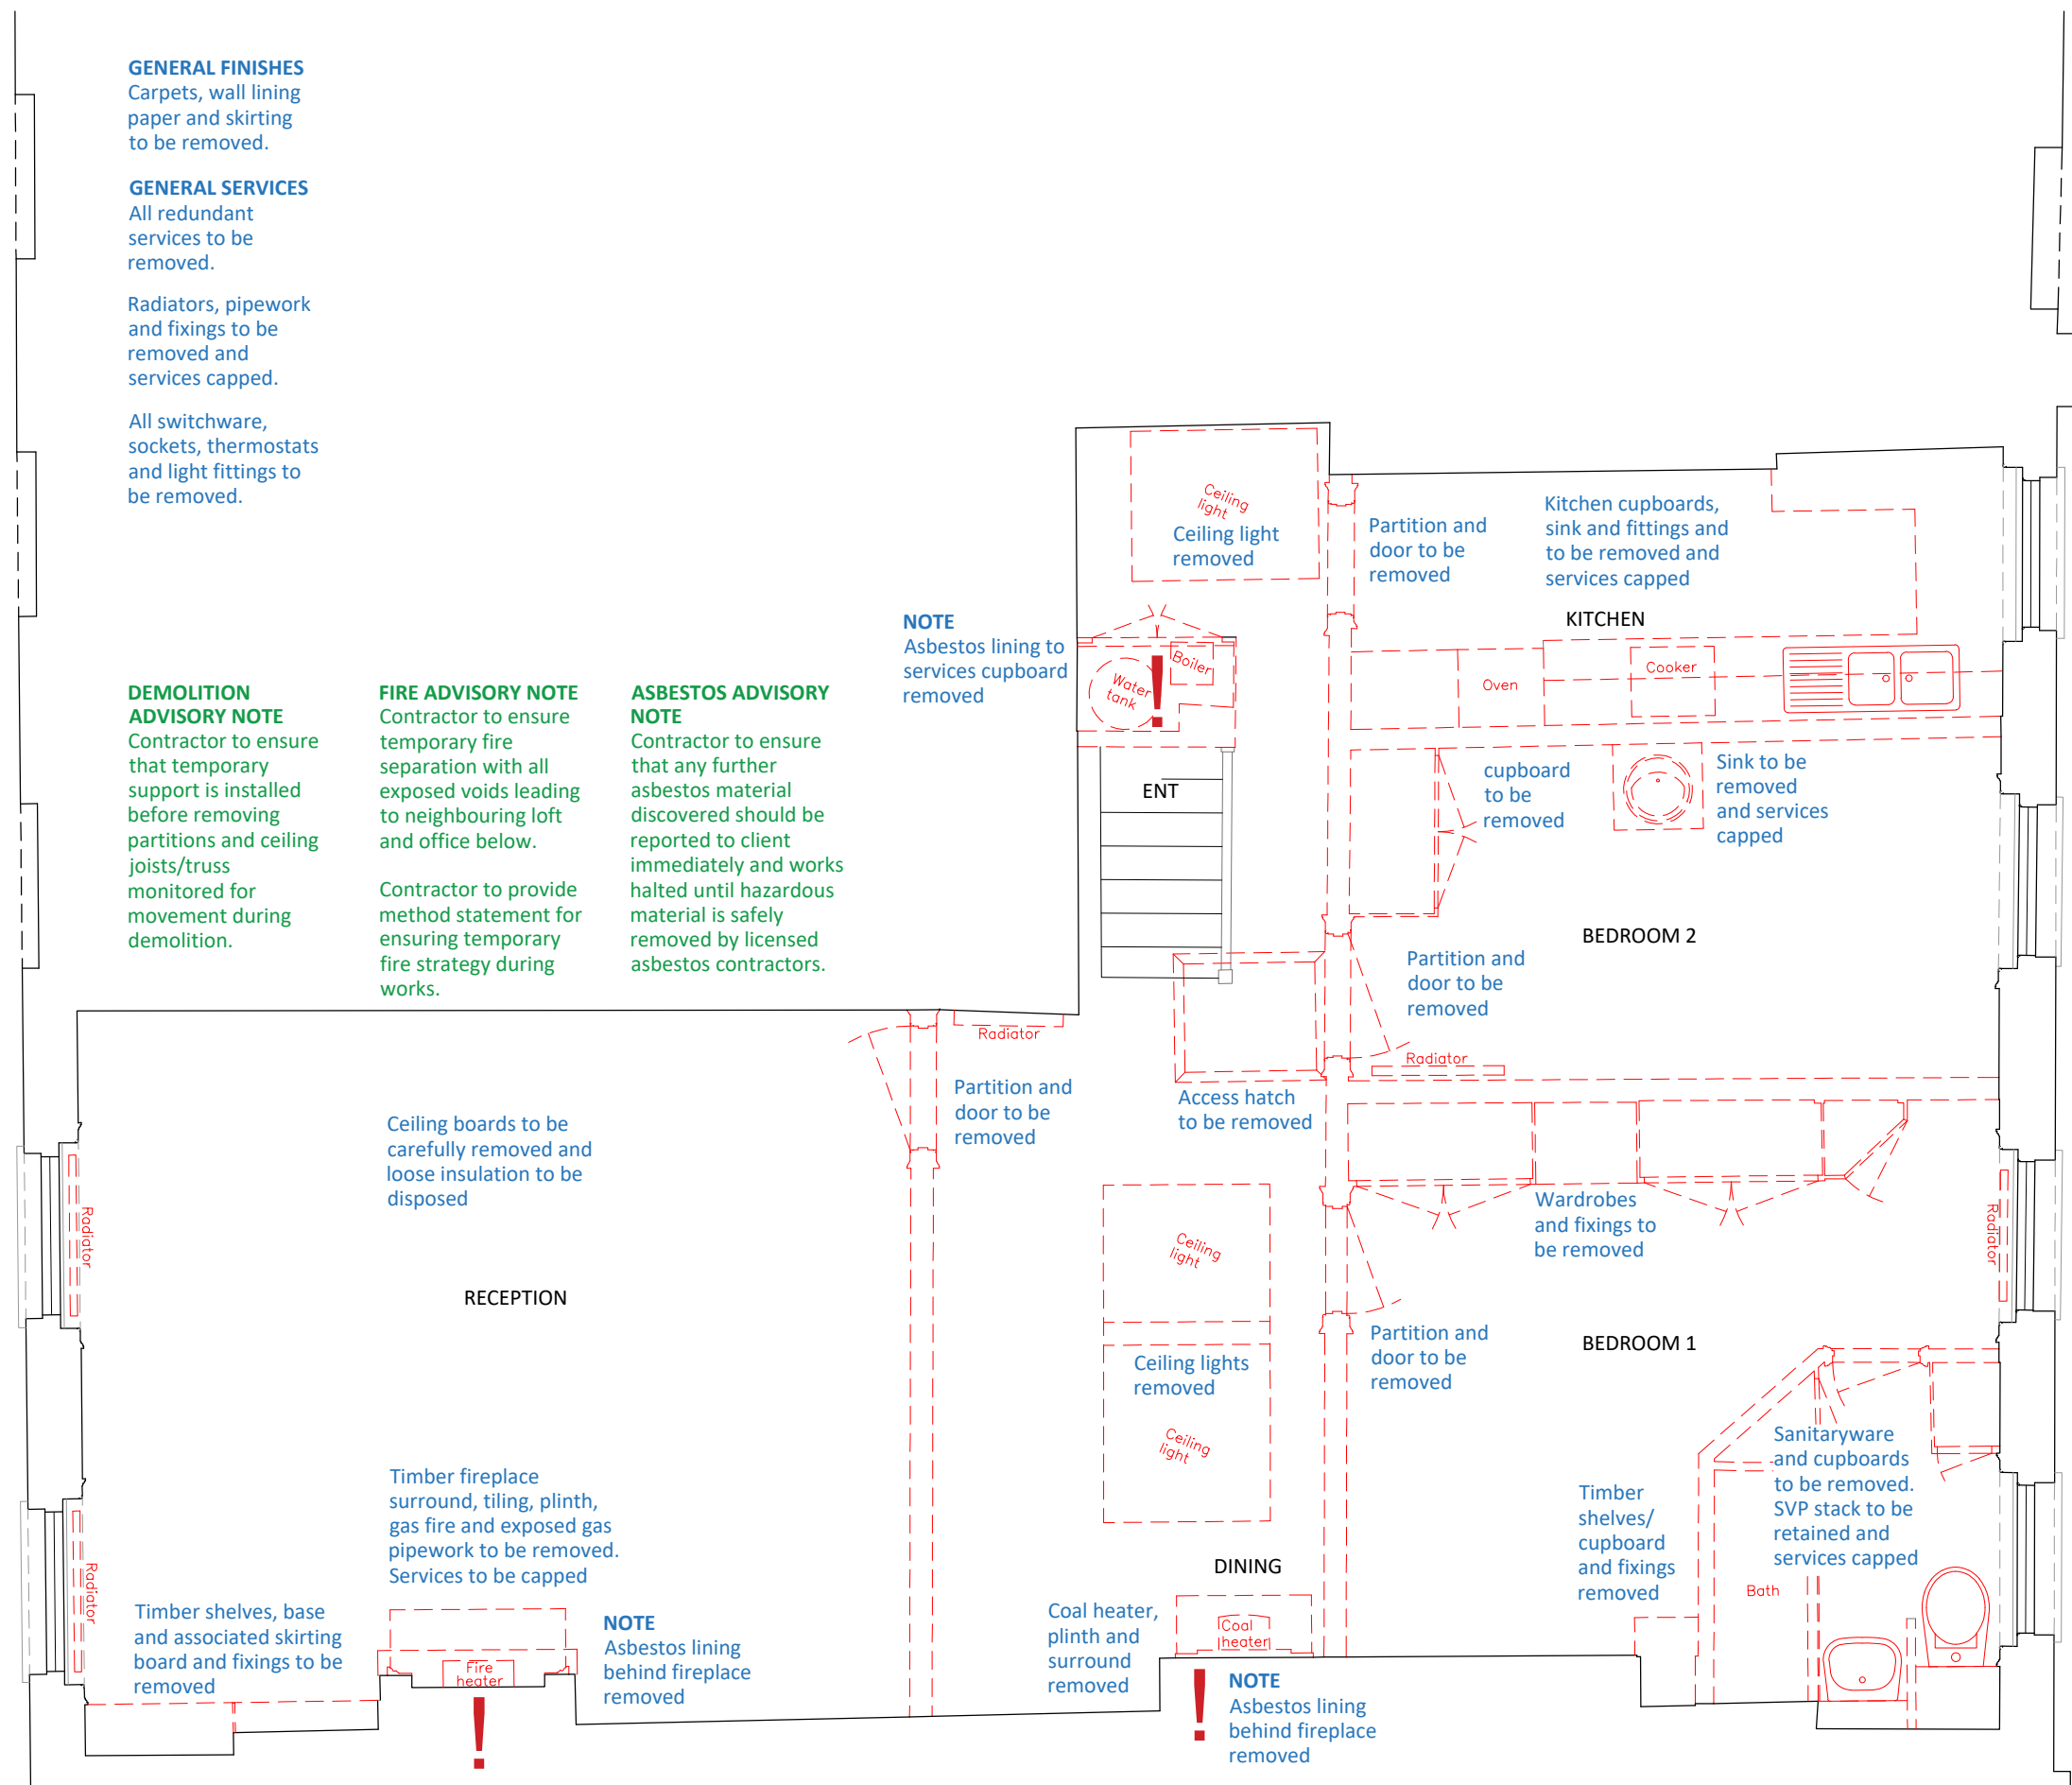 GENERAL FINISHES
Carpets, wall lining
paper and skirting
to be removed.
GENERAL SERVICES
All redundant
services to be
removed.
Radiators, pipework
and fixings to be
removed and
services capped.
All switchware,
sockets, thermostats
and light fittings to
be removed.
DEMOLITION
ADVISORY NOTE
Contractor to ensure
that temporary
support is installed
before removing
partitions and ceiling
joists/truss
monitored for
movement during
demolition.
FIRE ADVISORY NOTE
Contractor to ensure
temporary fire
separation with all
exposed voids leading
to neighbouring loft
and office below.
Contractor to provide
method statement for
ensuring temporary
fire strategy during
works.
ASBESTOS ADVISORY
NOTE
Contractor to ensure
that any further
asbestos material
discovered should be
reported to client
immediately and works
halted until hazardous
material is safely
removed by licensed
asbestos contractors.
NOTE
Asbestos lining to
services cupboard
removed
Ceiling
light
Ceiling light
removed
Boiler
Water
tank
!
ENT
Partition and
door to be
removed
Kitchen cupboards,
sink and fittings and
to be removed and
services capped
KITCHEN
Oven
Cooker
cupboard
to be
removed
Sink to be
removed
and services
capped
BEDROOM 2
Partition and
door to be
removed
Radiator
Radiator
Partition and
door to be
removed
Access hatch
to be removed
Ceiling boards to be
carefully removed and
loose insulation to be
disposed
Radiator
RECEPTION
Ceiling
light
Ceiling lights
removed
Ceiling
light
Wardrobes
and fixings to
be removed
Radiator
Partition and
door to be
removed
BEDROOM 1
Sanitaryware
and cupboards
to be removed.
SVP stack to be
retained and
services capped
Timber
shelves/
cupboard
and fixings
removed
Bath
Timber fireplace
surround, tiling, plinth,
gas fire and exposed gas
pipework to be removed.
Services to be capped
Radiator
Timber shelves, base
and associated skirting
board and fixings to be
removed
Fire
heater
!
NOTE
Asbestos lining
behind fireplace
removed
DINING
Coal heater,
plinth and
surround
removed
Coal
heater
!
NOTE
Asbestos lining
behind fireplace
removed